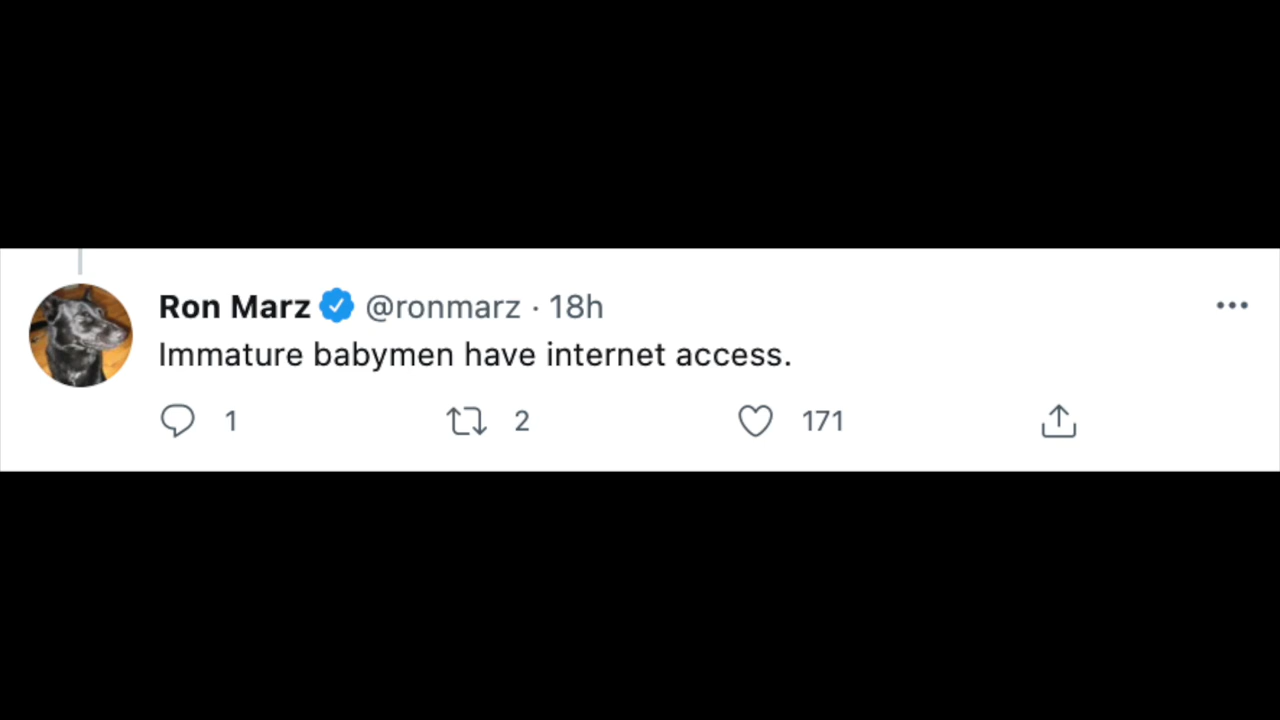 Ron Marz @ronmarz · 18h
Immature babymen have internet access.
1 2 171